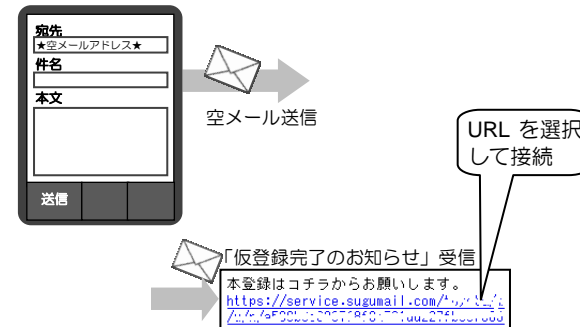 宛先
★空メールアドレス★
件名
本文
送信
空メール送信
URL を選択
して接続
「仮登録完了のお知らせ」受信
本登録はコチラからお願いします。
https://service.sugumail.com/